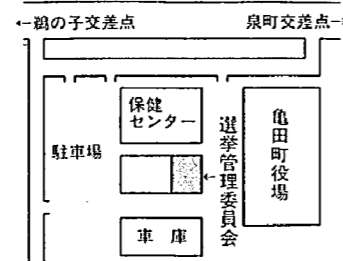 ←鵜の子交差点
泉町交差点→
保健
センター
駐車場
選挙管理委員会
亀田町役場
車庫